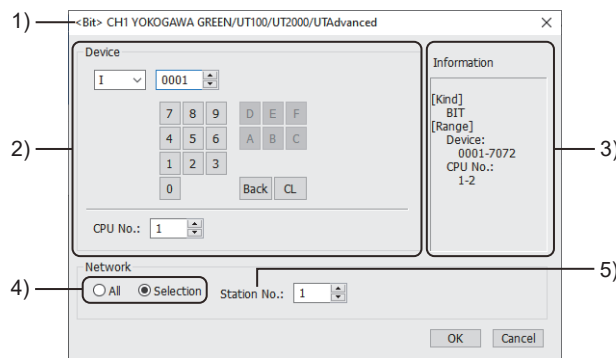 1) <Bit> CH1 YOKOGAWA GREEN/UT100/UT2000/UTAdvanced
Device
I 0001
7 8 9 D E F
4 5 6 A B C
1 2 3
0 Back CL
CPU No.: 1
2)
Information
[Kind]
BIT
[Range]
Device:
0001-7072
CPU No.:
1-2
3)
Network
4) All Selection Station No.: 1
5)
OK Cancel